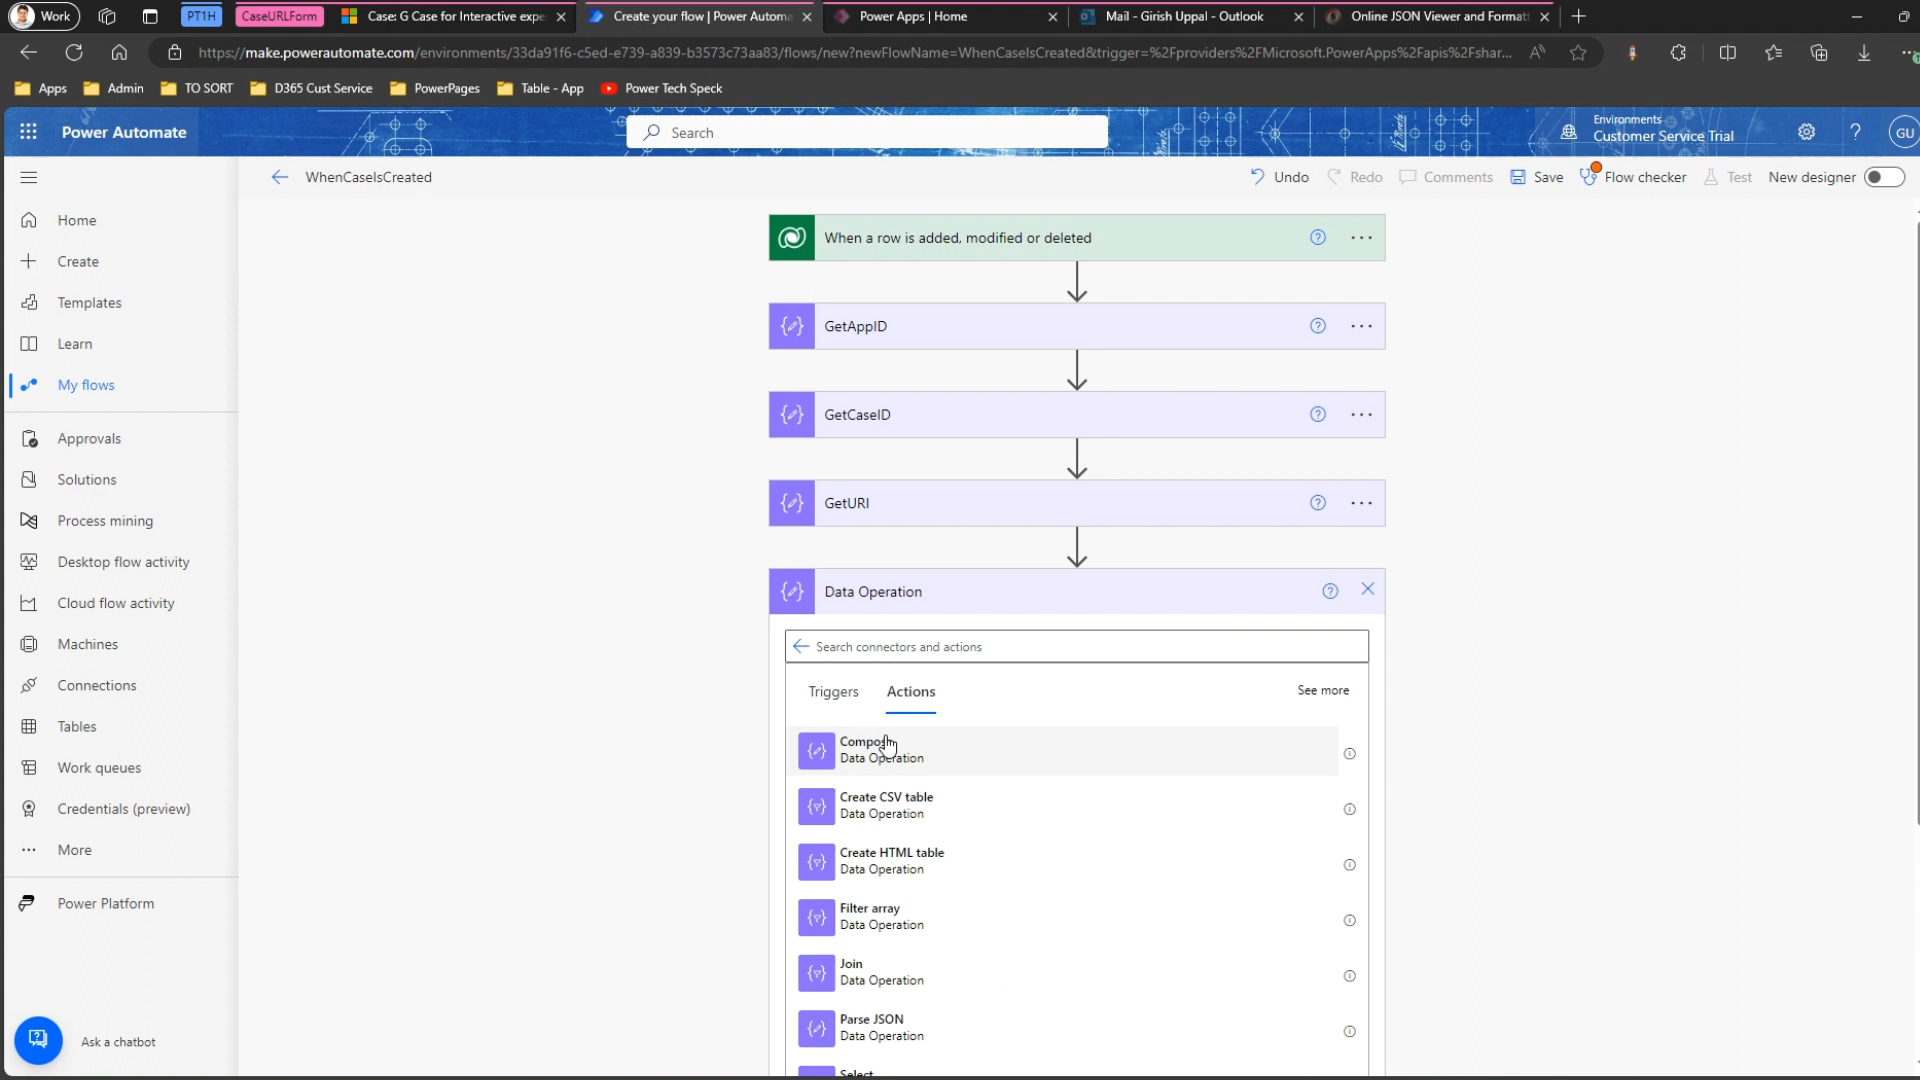 Work
PT1H
CaseURLForm
Case: G Case for Interactive expe
Create your flow | Power Automa
Power Apps | Home
Mail - Girish Uppal - Outlook
Online JSON Viewer and Formatt
https://make.powerautomate.com/environments/33da91f6-c5ed-e739-a839-b3573c73aa83/flows/new?newFlowName=WhenCaseIsCreated&trigger=%2Fproviders%2FMicrosoft.PowerApps%2Fapis%2Fshar...
Apps
Admin
TO SORT
D365 Cust Service
PowerPages
Table - App
Power Tech Speck
Power Automate
Search
Environments
Customer Service Trial
GU
WhenCaseIsCreated
Undo
Redo
Comments
Save
Flow checker
Test
New designer
Home
Create
Templates
Learn
My flows
Approvals
Solutions
Process mining
Desktop flow activity
Cloud flow activity
Machines
Connections
Tables
Work queues
Credentials (preview)
More
Power Platform
Ask a chatbot
When a row is added, modified or deleted
GetAppID
GetCaseID
GetURI
Data Operation
Search connectors and actions
Triggers
Actions
See more
Compose
Data Operation
Create CSV table
Data Operation
Create HTML table
Data Operation
Filter array
Data Operation
Join
Data Operation
Parse JSON
Data Operation
Select